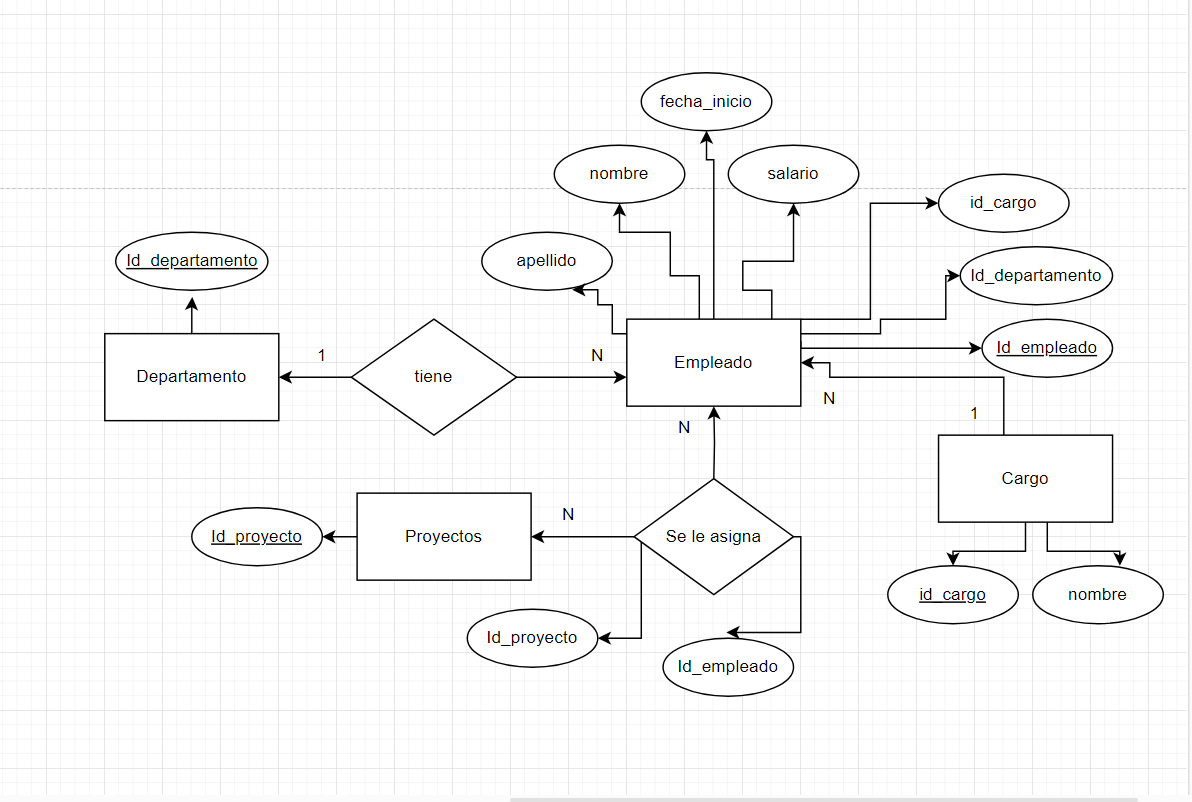 fecha_inicio
nombre
salario
id_cargo
apellido
Id_departamento
Id_departamento
Id_empleado
Departamento
1
tiene
N
Empleado
N
1
N
Cargo
Id_proyecto
Proyectos
N
Se le asigna
id_cargo
nombre
Id_proyecto
Id_empleado